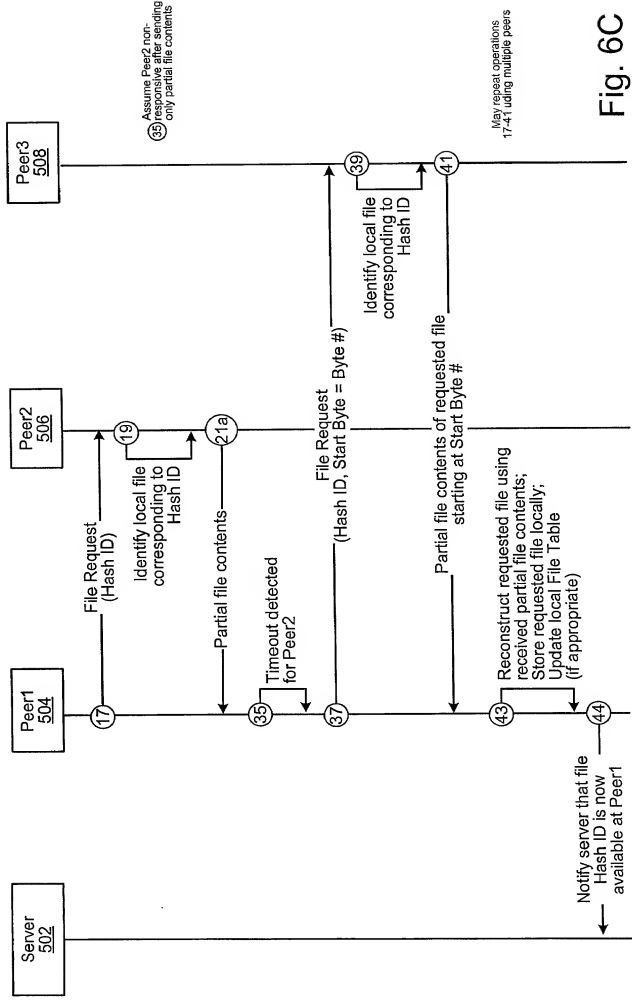 Server
502
Peer1
504
Peer2
506
Peer3
508
Assume Peer2 non-
35 responsive after sending
only partial file contents
17
File Request
(Hash ID)
19
Identify local file
corresponding to
Hash ID
21a
Partial file contents
35
Timeout detected
for Peer2
37
File Request
(Hash ID, Start Byte = Byte #)
39
Identify local file
corresponding to
Hash ID
41
Partial file contents of requested file
starting at Start Byte #
May repeat operations
17-41 uding multiple peers
43
Reconstruct requested file using
received partial file contents;
Store requested file locally;
Update local File Table
(if appropriate)
44
Notify server that file
Hash ID is now
available at Peer1
Fig. 6C